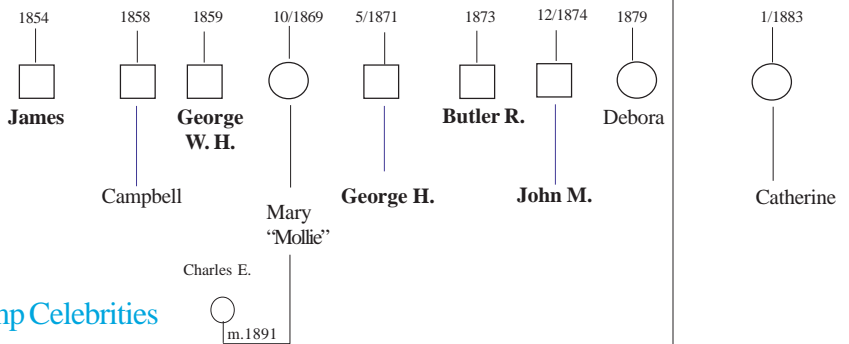 1854 1858 1859 10/1869 5/1871 1873 12/1874 1879 1/1883
James
George
W. H.
Butler R.
Debora
Campbell
George H.
John M.
Catherine
Mary
“Mollie”
Charles E.
Celebrities
m.1891